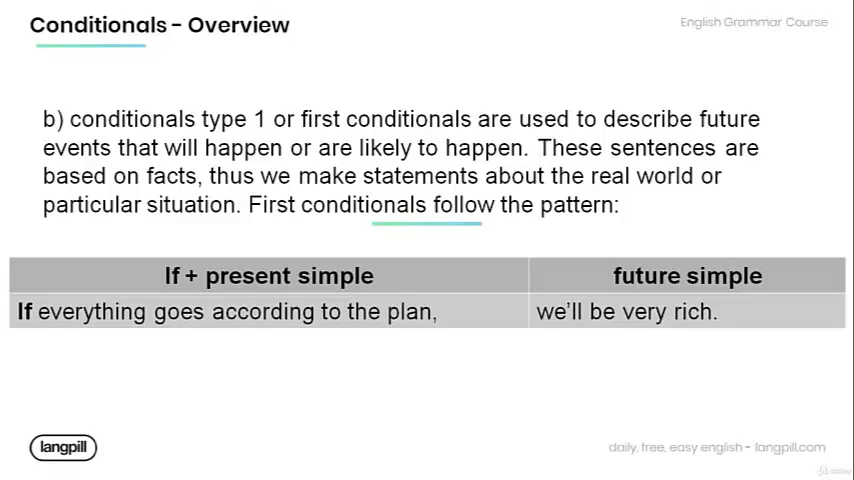 Conditionals – Overview
English Grammar Course
b) conditionals type 1 or first conditionals are used to describe future
events that will happen or are likely to happen. These sentences are
based on facts, thus we make statements about the real world or
particular situation. First conditionals follow the pattern:
If + present simple future simple
If everything goes according to the plan, we'll be very rich.
langpill
daily, free, easy english - langpill.com